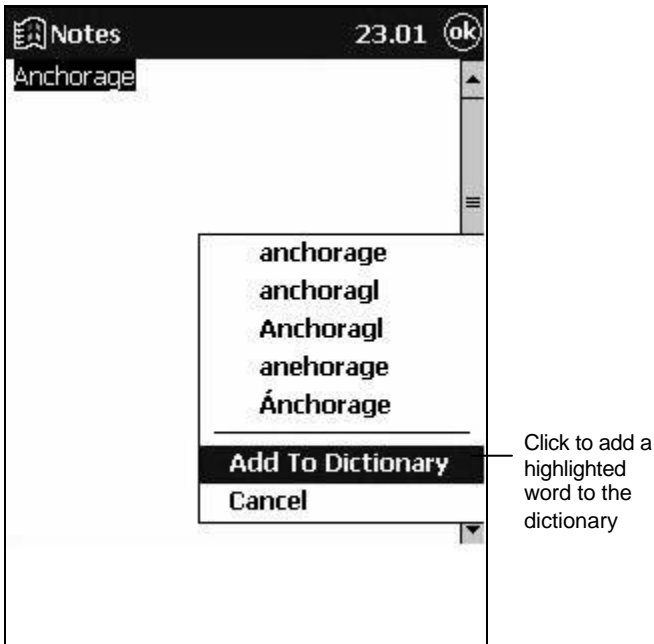 Notes 23.01 ok
Anchorage
anchorage
anchoragl
Anchoragl
anehorage
Ánchorage
Add To Dictionary
Cancel
Click to add a
highlighted
word to the
dictionary